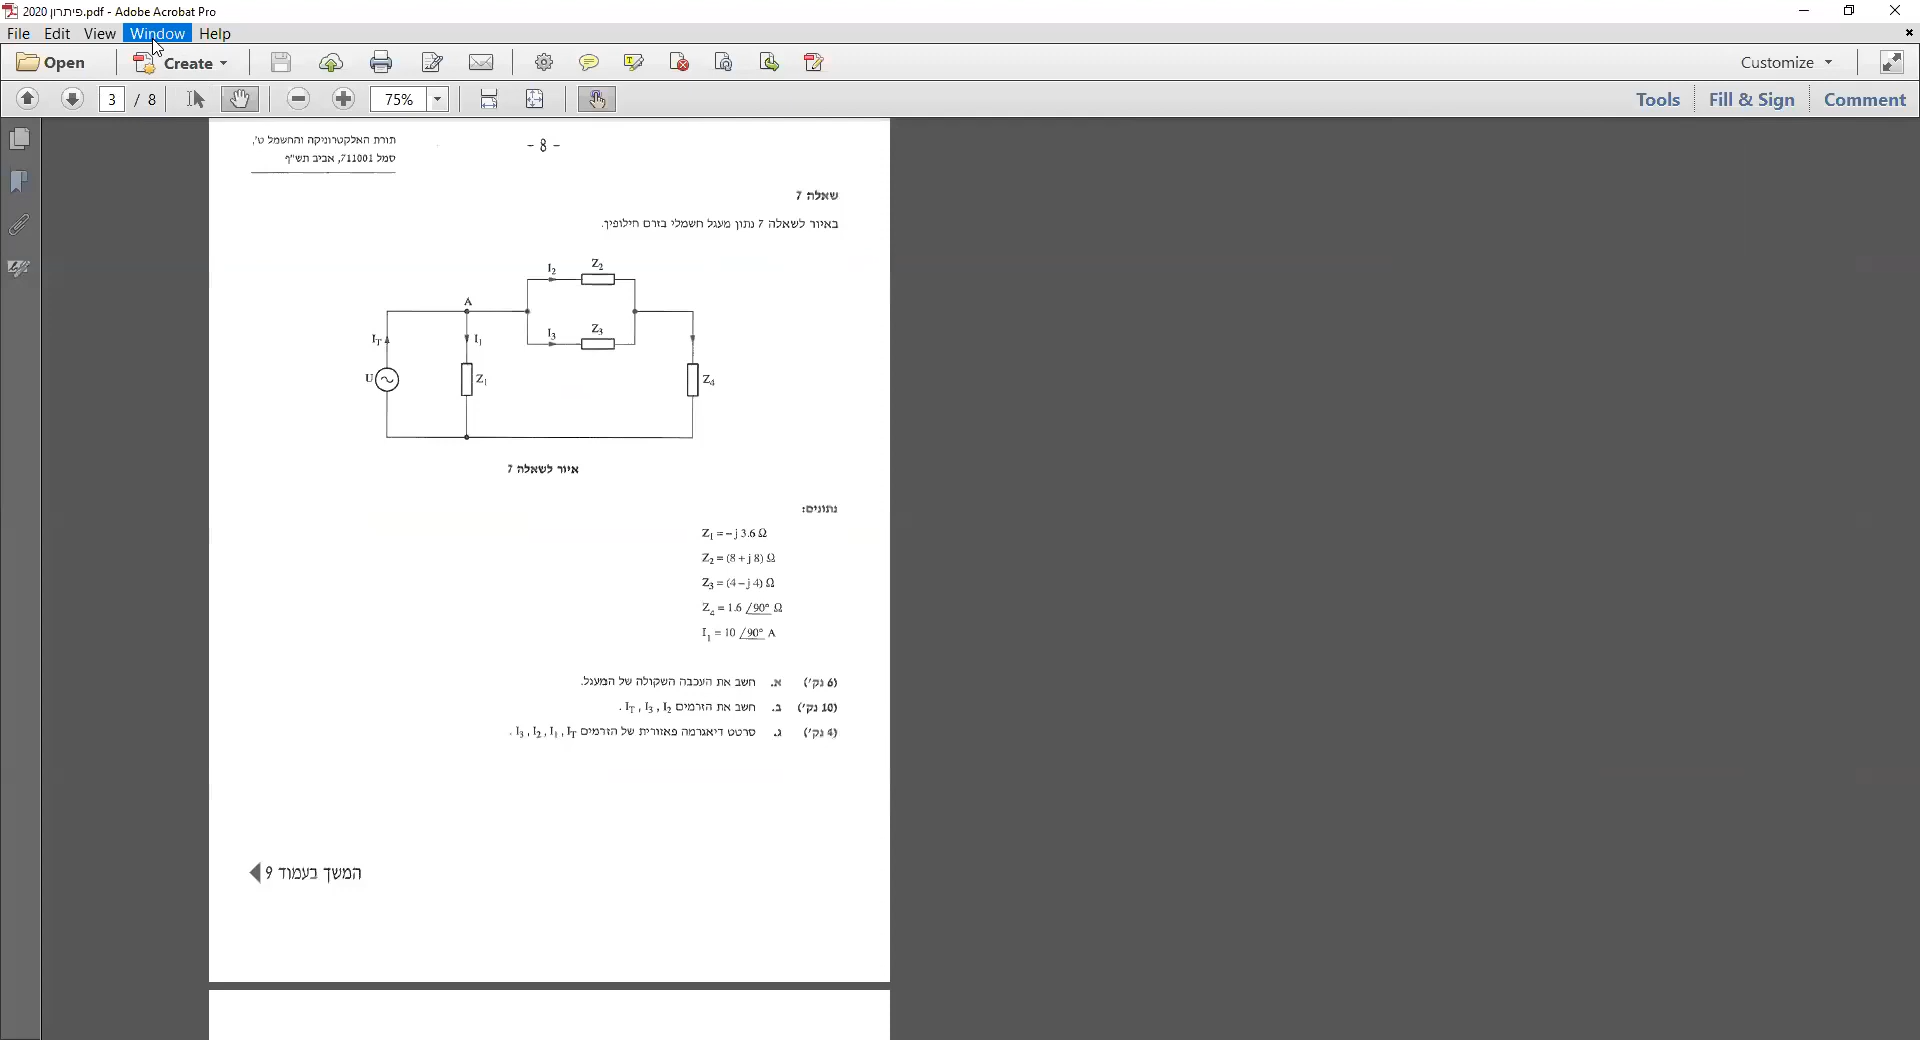 2020 פיתרון.pdf - Adobe Acrobat Pro
File Edit View Window Help
Open Create Customize
3 / 8 75% Tools Fill & Sign Comment
תורת האלקטרוניקה והחשמל ט',
סמל 711001, אביב תש"ף
- 8 -
שאלה 7
באיור לשאלה 7 נתון מעגל חשמלי בזרם חילופין.
I2 Z2
A
I3 Z3
IT I1
U Z1 Z4
איור לשאלה 7
נתונים:
Z1 = – j 3.6 Ω
Z2 = (8 + j 8) Ω
Z3 = (4 – j 4) Ω
Z4 = 1.6 /90° Ω
I1 = 10 /90° A
(6 נק') א. חשב את העכבה השקולה של המעגל.
(10 נק') ב. חשב את הזרמים I2 , I3 , IT .
(4 נק') ג. סרטט דיאגרמה פאזורית של הזרמים IT , I1 , I2 , I3 .
המשך בעמוד 9